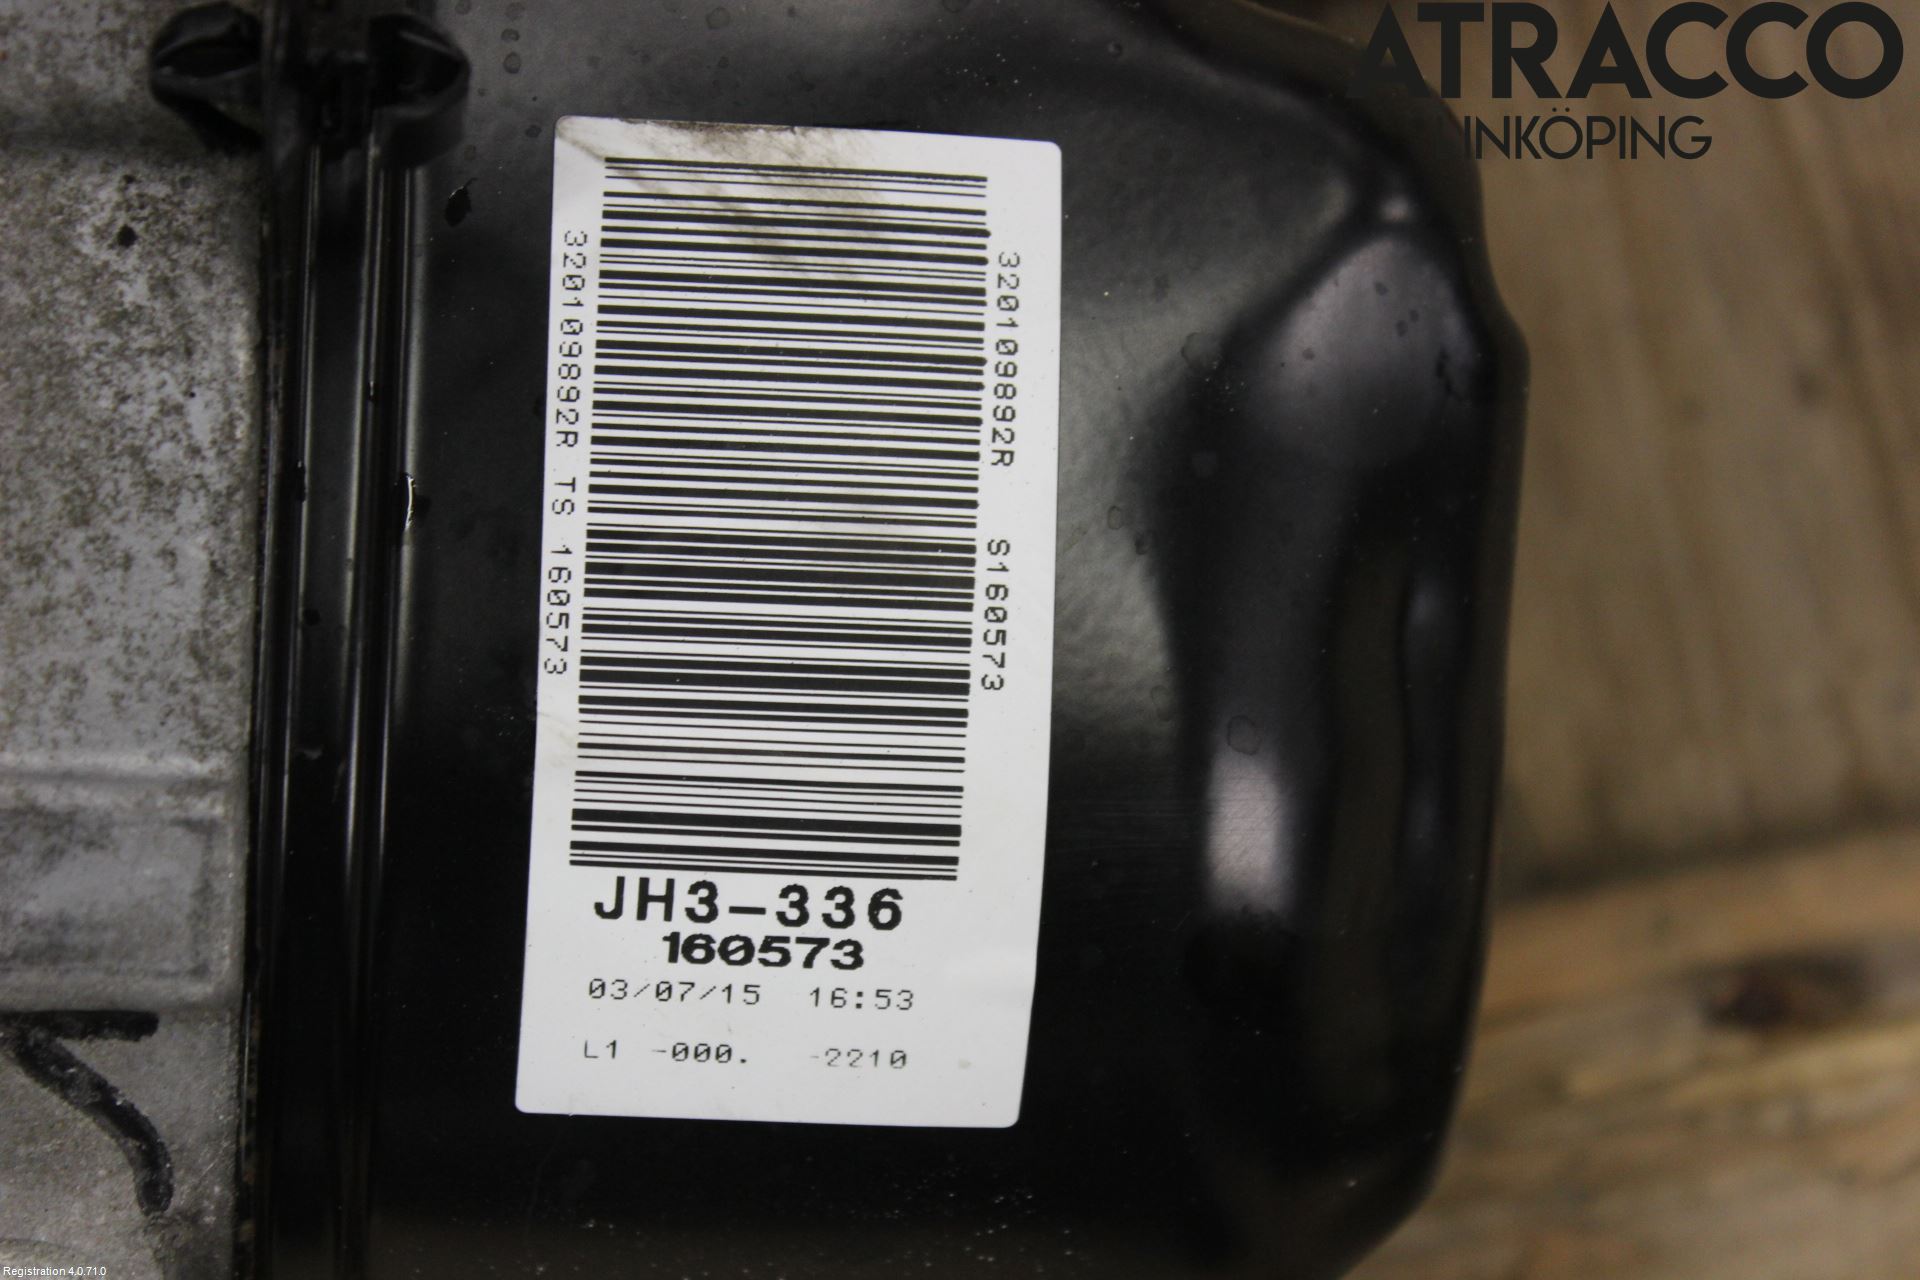 ATRACCO
LINKÖPING
320109892R TS 160573
320109892R S160573
JH3-336
160573
03/07/15 16:53
L1 -000. -2210
Registration 4.0.71.0